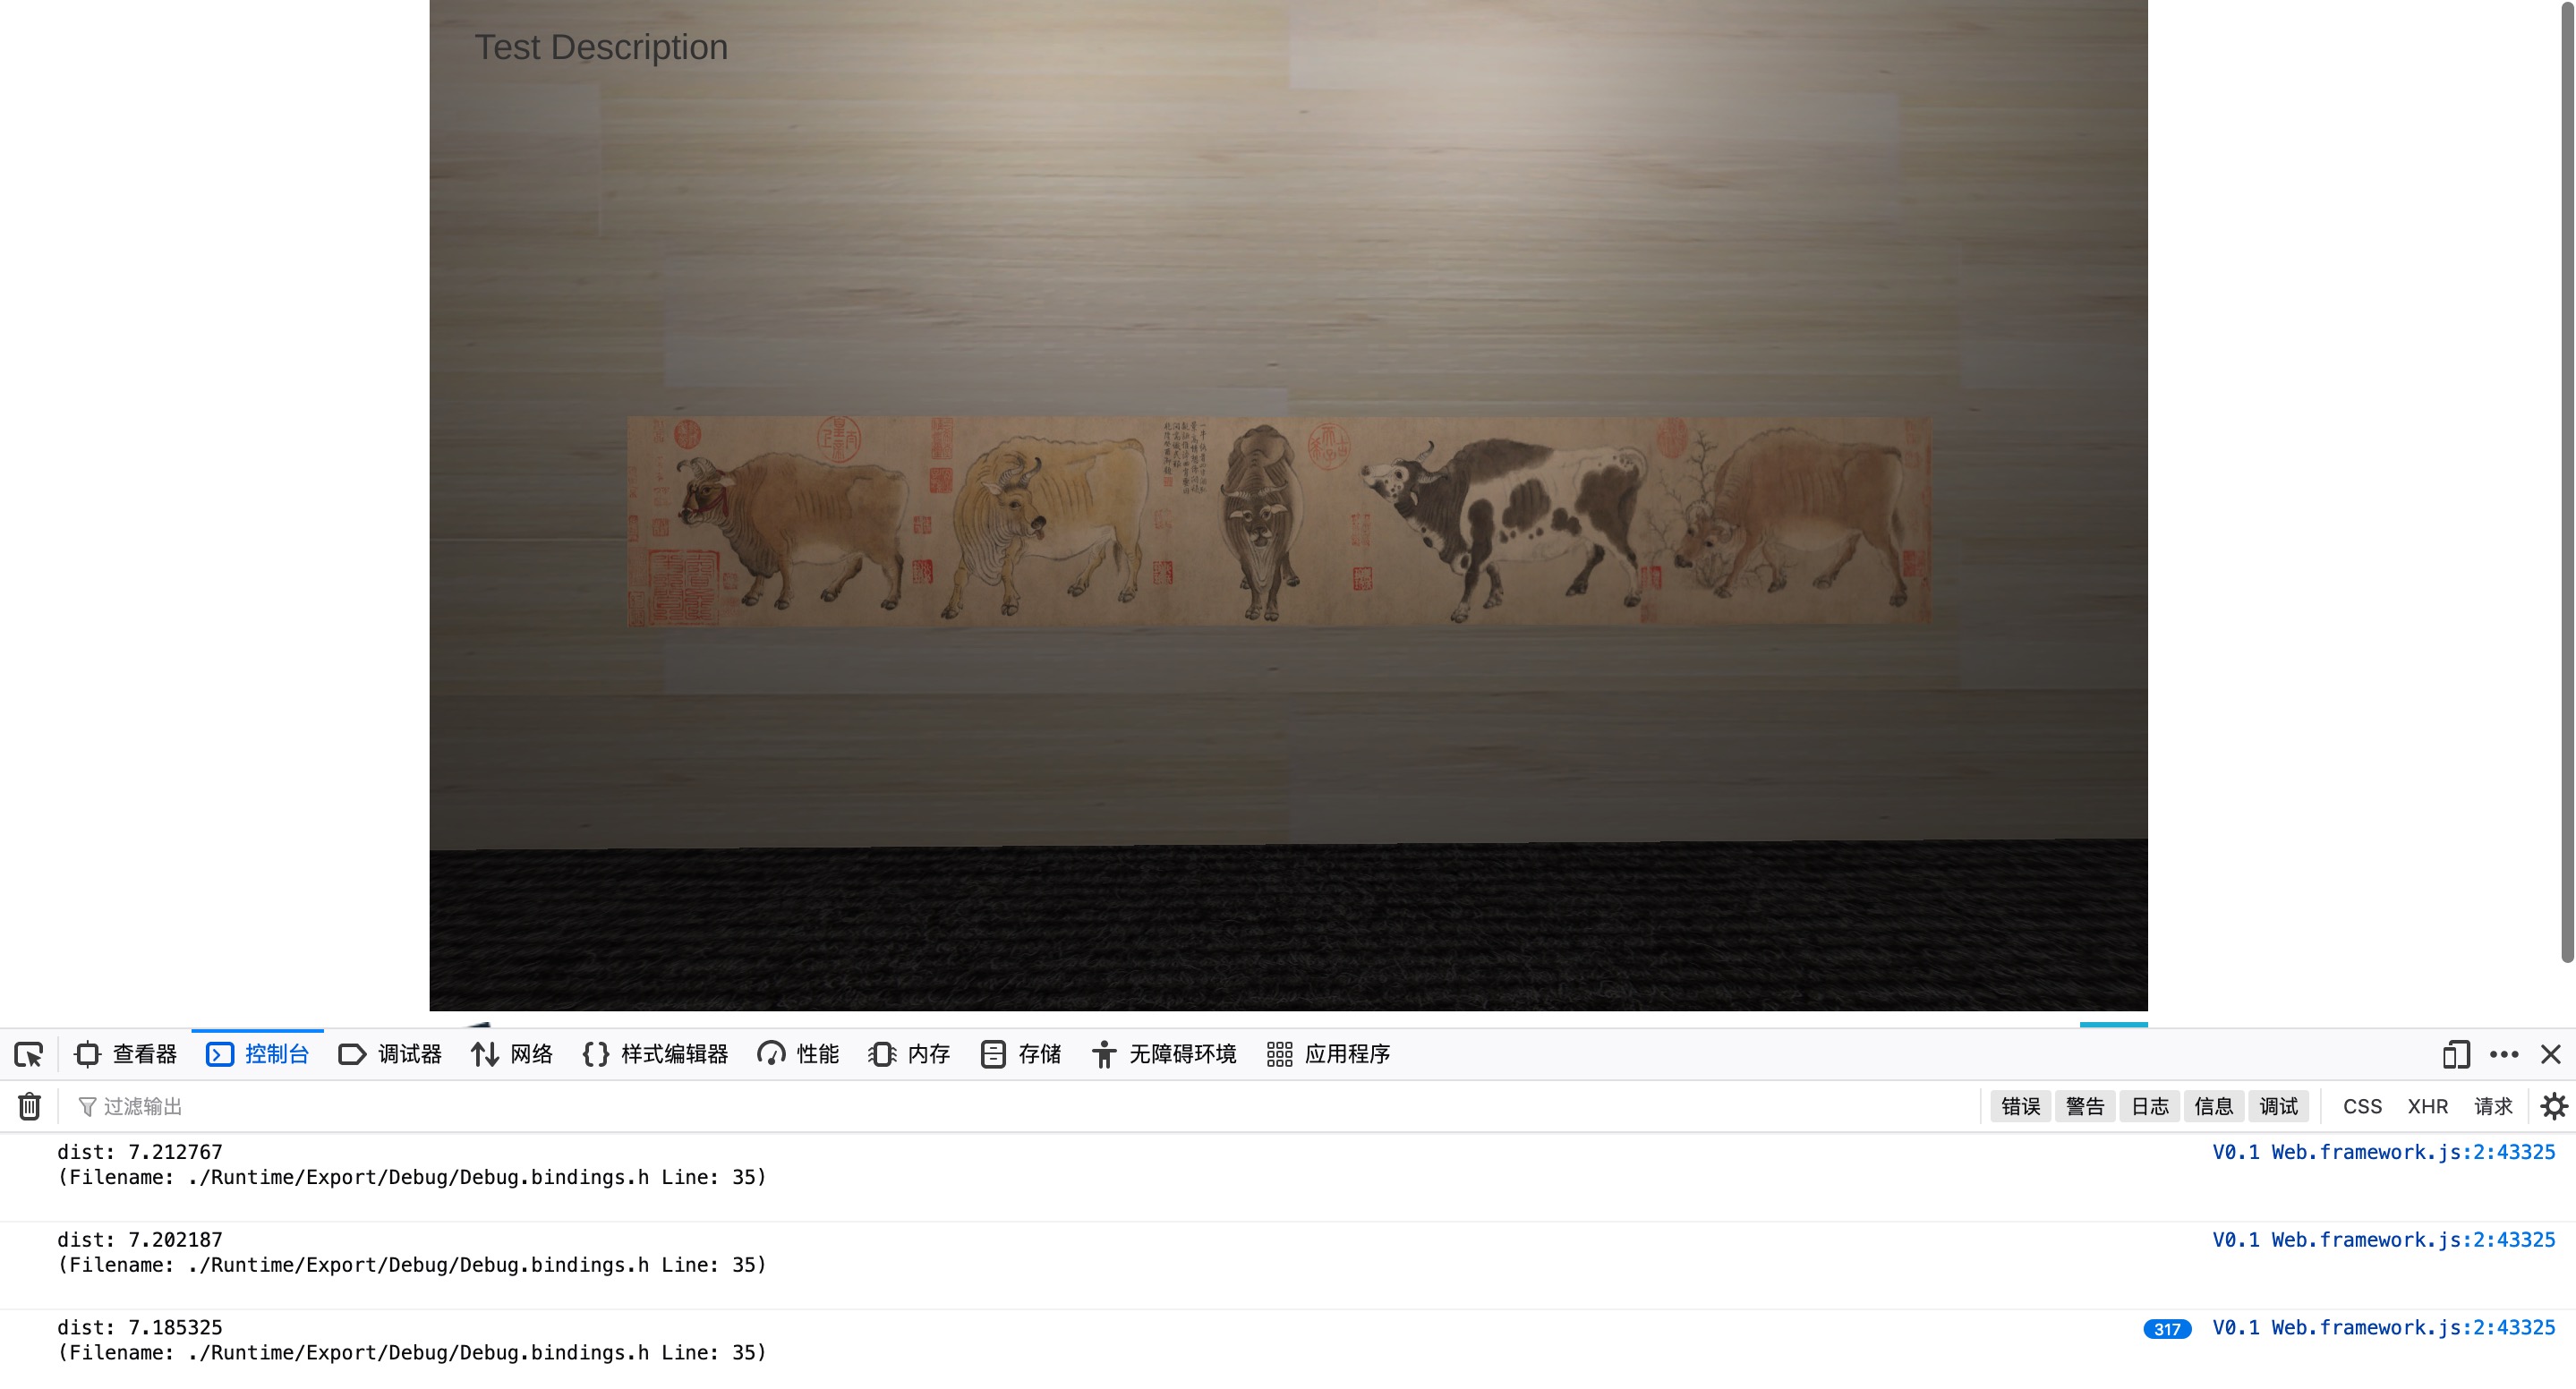 Test Description
查看器
控制台
调试器
网络
样式编辑器
性能
内存
存储
无障碍环境
应用程序
过滤输出
错误
警告
日志
信息
调试
CSS
XHR
请求
dist: 7.212767
V0.1 Web.framework.js:2:43325
(Filename: ./Runtime/Export/Debug/Debug.bindings.h Line: 35)
dist: 7.202187
V0.1 Web.framework.js:2:43325
(Filename: ./Runtime/Export/Debug/Debug.bindings.h Line: 35)
dist: 7.185325
317
V0.1 Web.framework.js:2:43325
(Filename: ./Runtime/Export/Debug/Debug.bindings.h Line: 35)